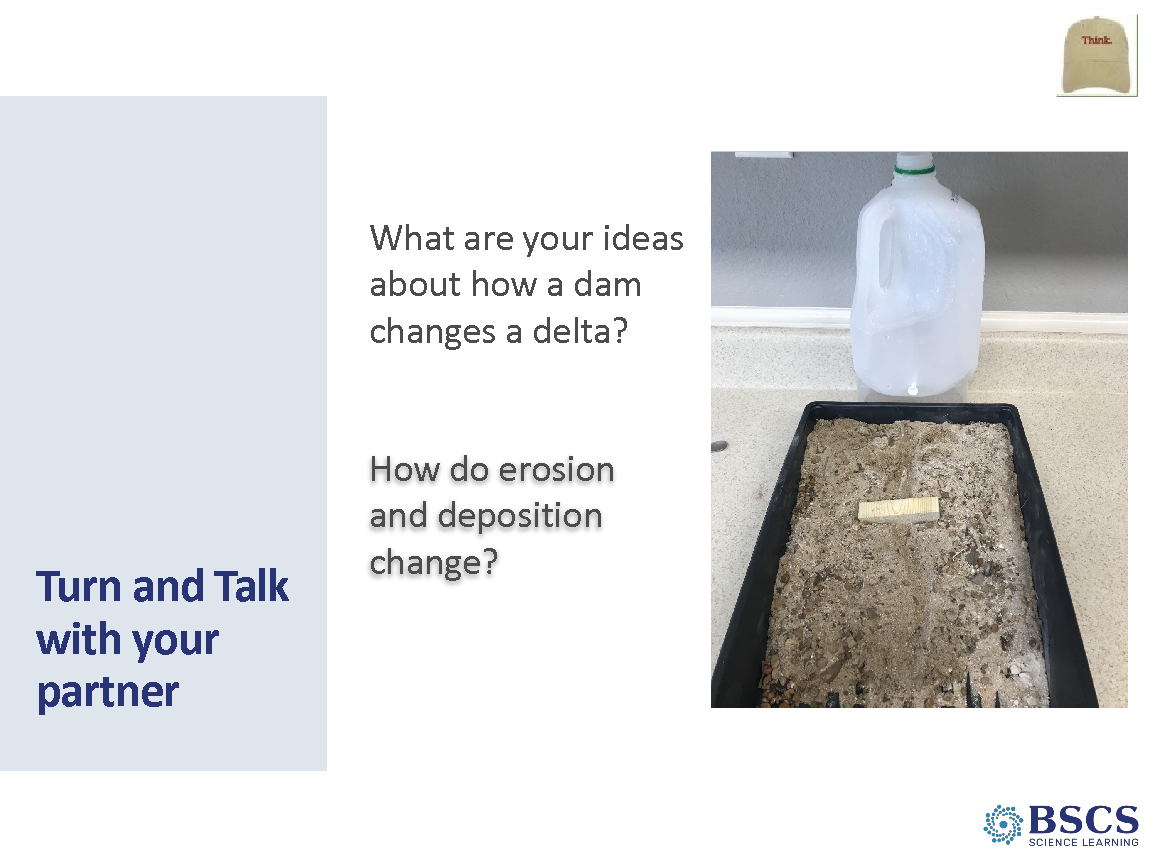 Think.
What are your ideas
about how a dam
changes a delta?
How do erosion
and deposition
change?
Turn and Talk
with your
partner
BSCS
SCIENCE LEARNING